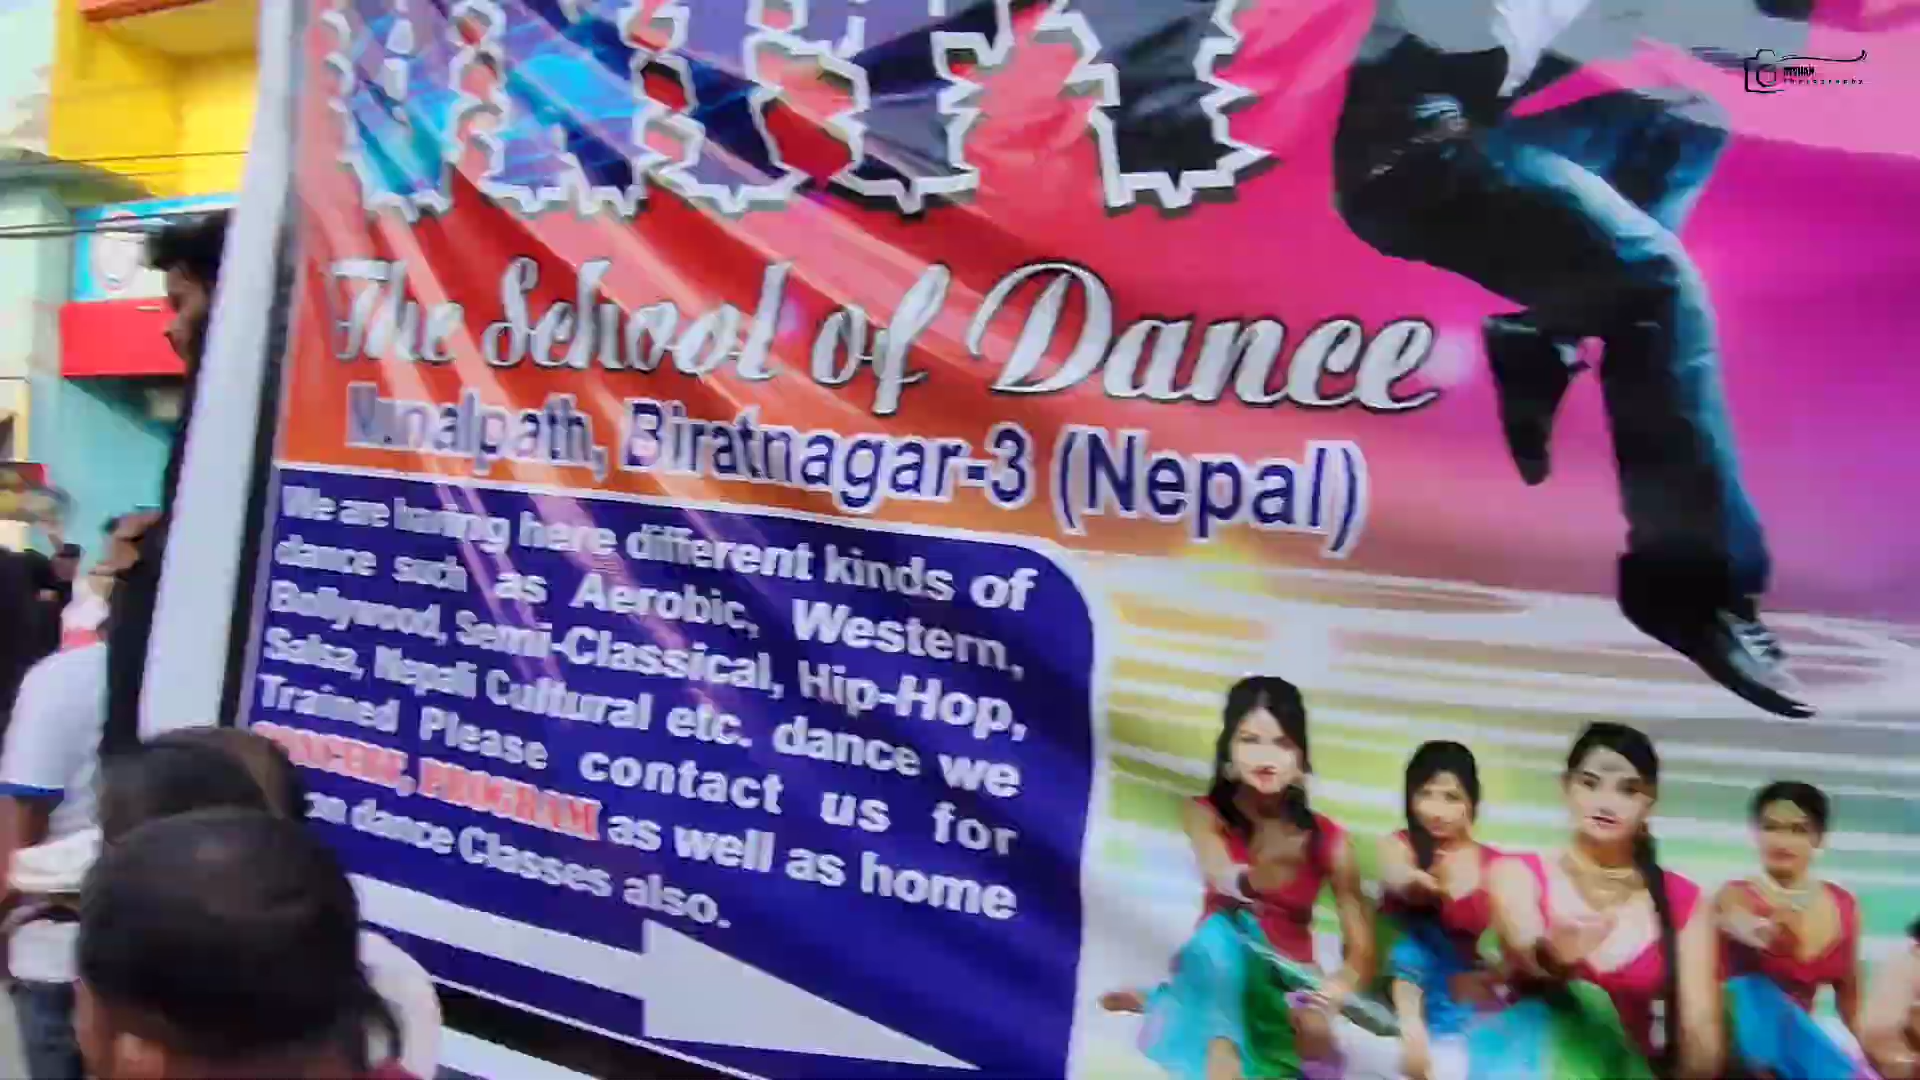 The School of Dance
Biratnagar-3 (Nepal)
We are having here different kinds of
dance such as Aerobic, Western,
Bollywood, Semi-Classical, Hip-Hop,
Salsa, Nepali Cultural etc. dance we
Trained Please contact us for
PROGRAM as well as home
dance Classes also.